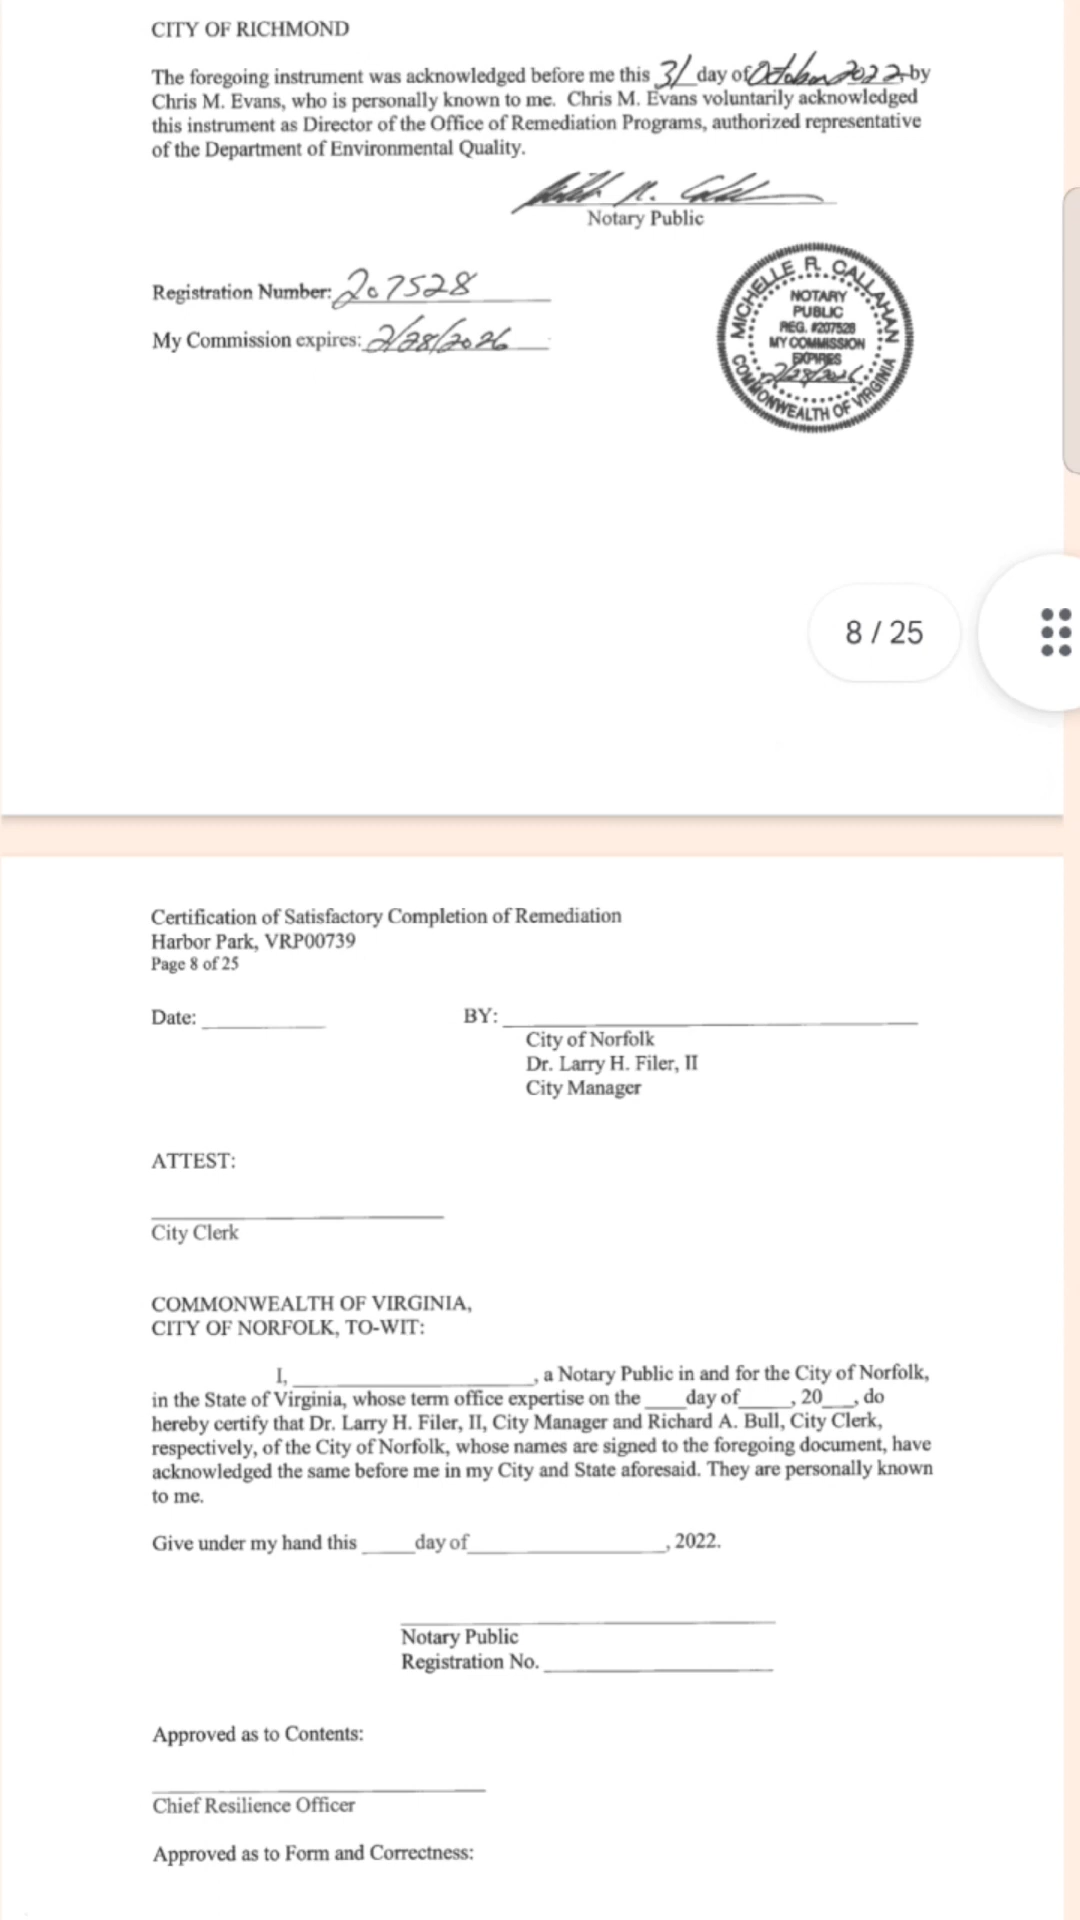 CITY OF RICHMOND
The foregoing instrument was acknowledged before me this 31 day of October 2022 by
Chris M. Evans, who is personally known to me. Chris M. Evans voluntarily acknowledged
this instrument as Director of the Office of Remediation Programs, authorized representative
of the Department of Environmental Quality.
Notary Public
Registration Number: 207528
My Commission expires: 2/28/2026
MICHELLE R. CALLAHAN
NOTARY
PUBLIC
REG. #207528
MY COMMISSION
EXPIRES
2/28/2026
COMMONWEALTH OF VIRGINIA
8 / 25
Certification of Satisfactory Completion of Remediation
Harbor Park, VRP00739
Page 8 of 25
Date: BY:
City of Norfolk
Dr. Larry H. Filer, II
City Manager
ATTEST:
City Clerk
COMMONWEALTH OF VIRGINIA,
CITY OF NORFOLK, TO-WIT:
I, , a Notary Public in and for the City of Norfolk,
in the State of Virginia, whose term office expertise on the day of , 20 , do
hereby certify that Dr. Larry H. Filer, II, City Manager and Richard A. Bull, City Clerk,
respectively, of the City of Norfolk, whose names are signed to the foregoing document, have
acknowledged the same before me in my City and State aforesaid. They are personally known
to me.
Give under my hand this day of , 2022.
Notary Public
Registration No.
Approved as to Contents:
Chief Resilience Officer
Approved as to Form and Correctness: